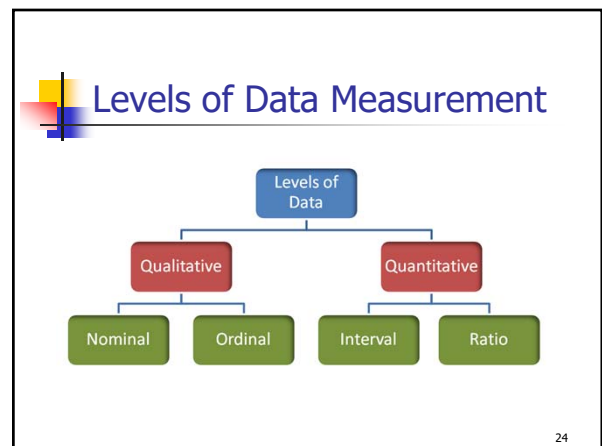 Levels of Data Measurement
Levels of
Data
Qualitative
Quantitative
Nominal
Ordinal
Interval
Ratio
24